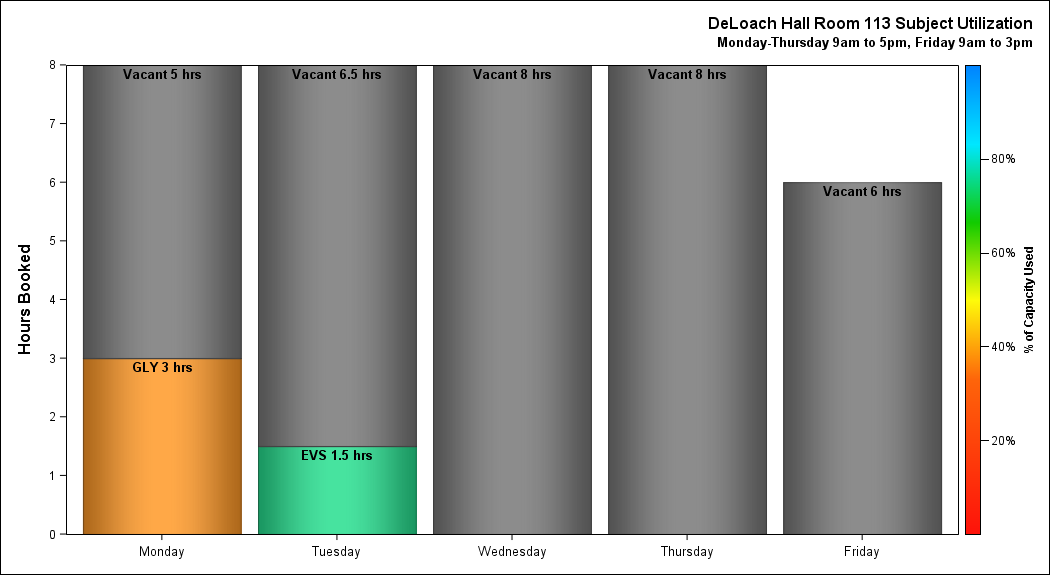 DeLoach Hall Room 113 Subject Utilization
Monday-Thursday 9am to 5pm, Friday 9am to 3pm
Hours Booked
8
7
6
5
4
3
2
1
0
Vacant 5 hrs
Vacant 6.5 hrs
Vacant 8 hrs
Vacant 8 hrs
Vacant 6 hrs
GLY 3 hrs
EVS 1.5 hrs
Monday
Tuesday
Wednesday
Thursday
Friday
80%
60%
40%
20%
% of Capacity Used